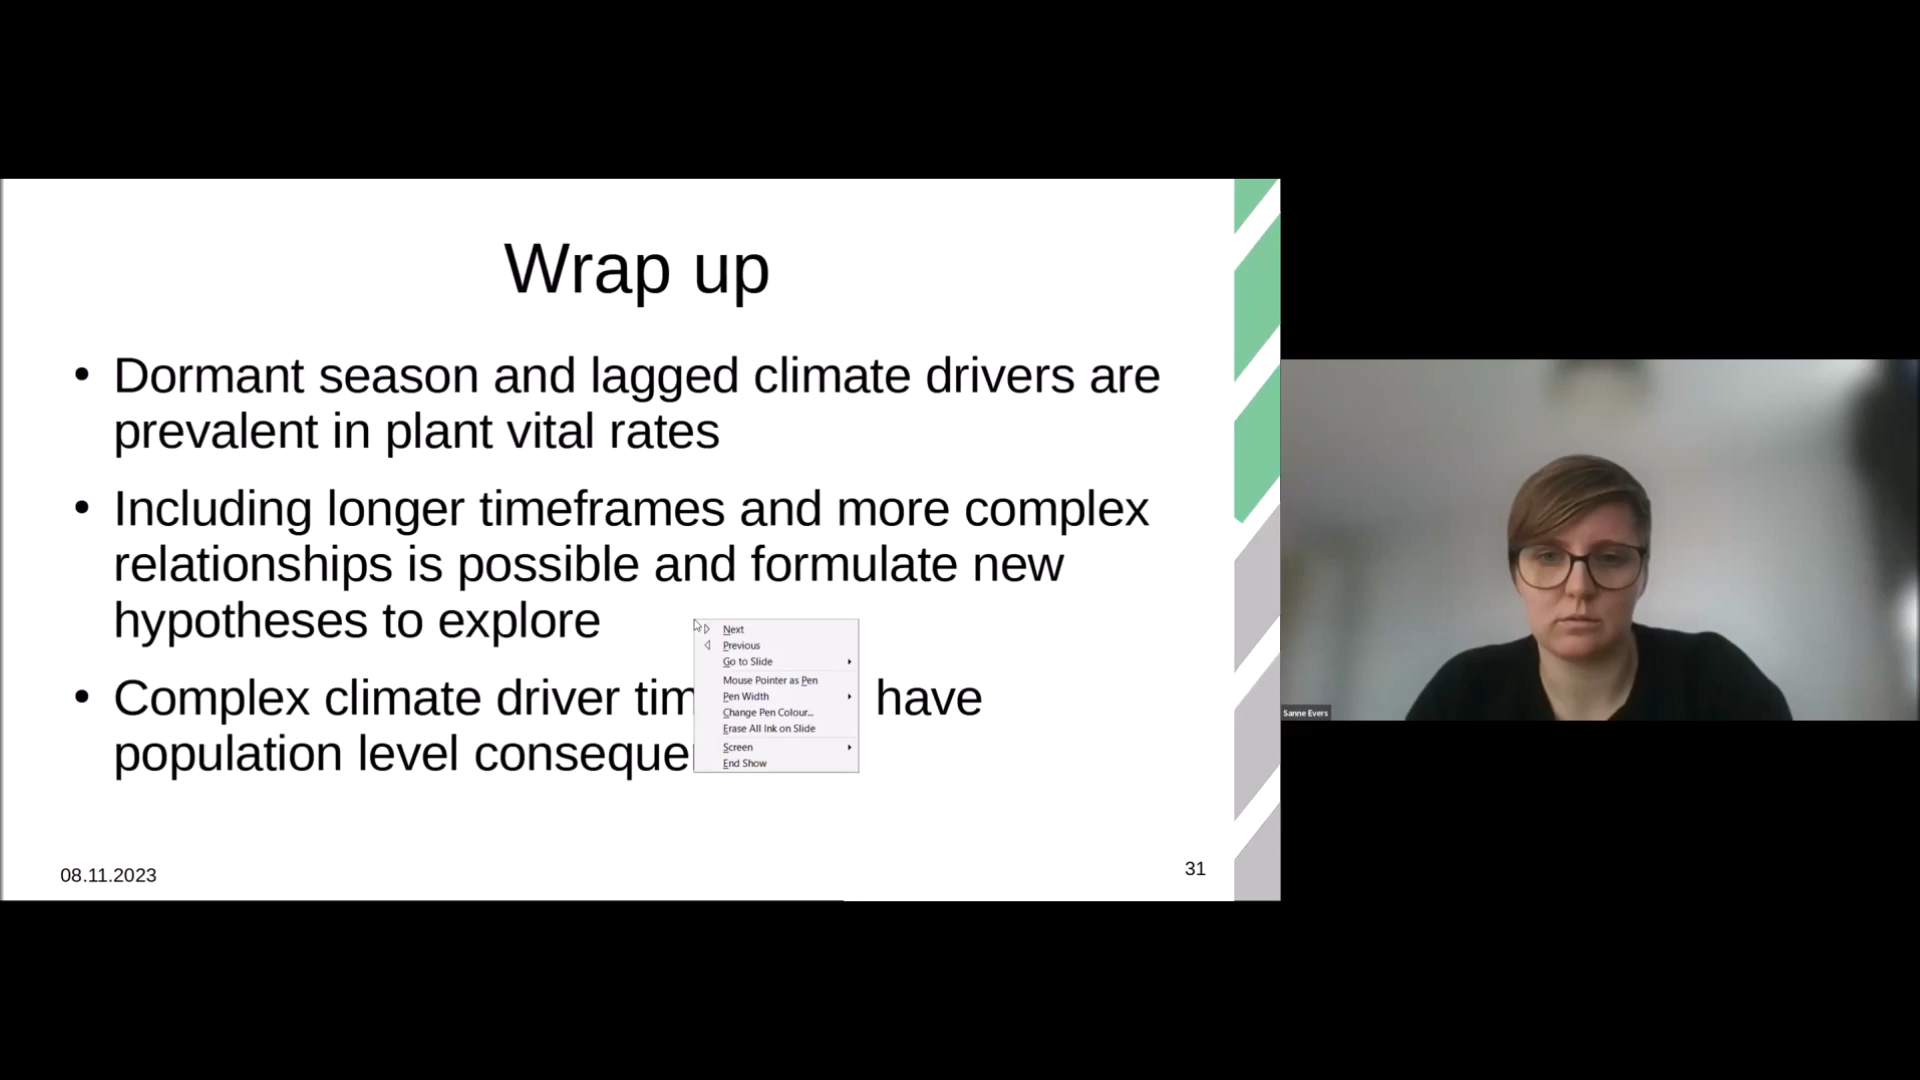 Wrap up
• Dormant season and lagged climate drivers are
prevalent in plant vital rates
• Including longer timeframes and more complex
relationships is possible and formulate new
hypotheses to explore
• Complex climate driver have
population level
Next
Previous
Go to Slide
Mouse Pointer as Pen
Pen Width
Change Pen Colour...
Erase All Ink on Slide
Screen
End Show
08.11.2023
31
Sanne Evers